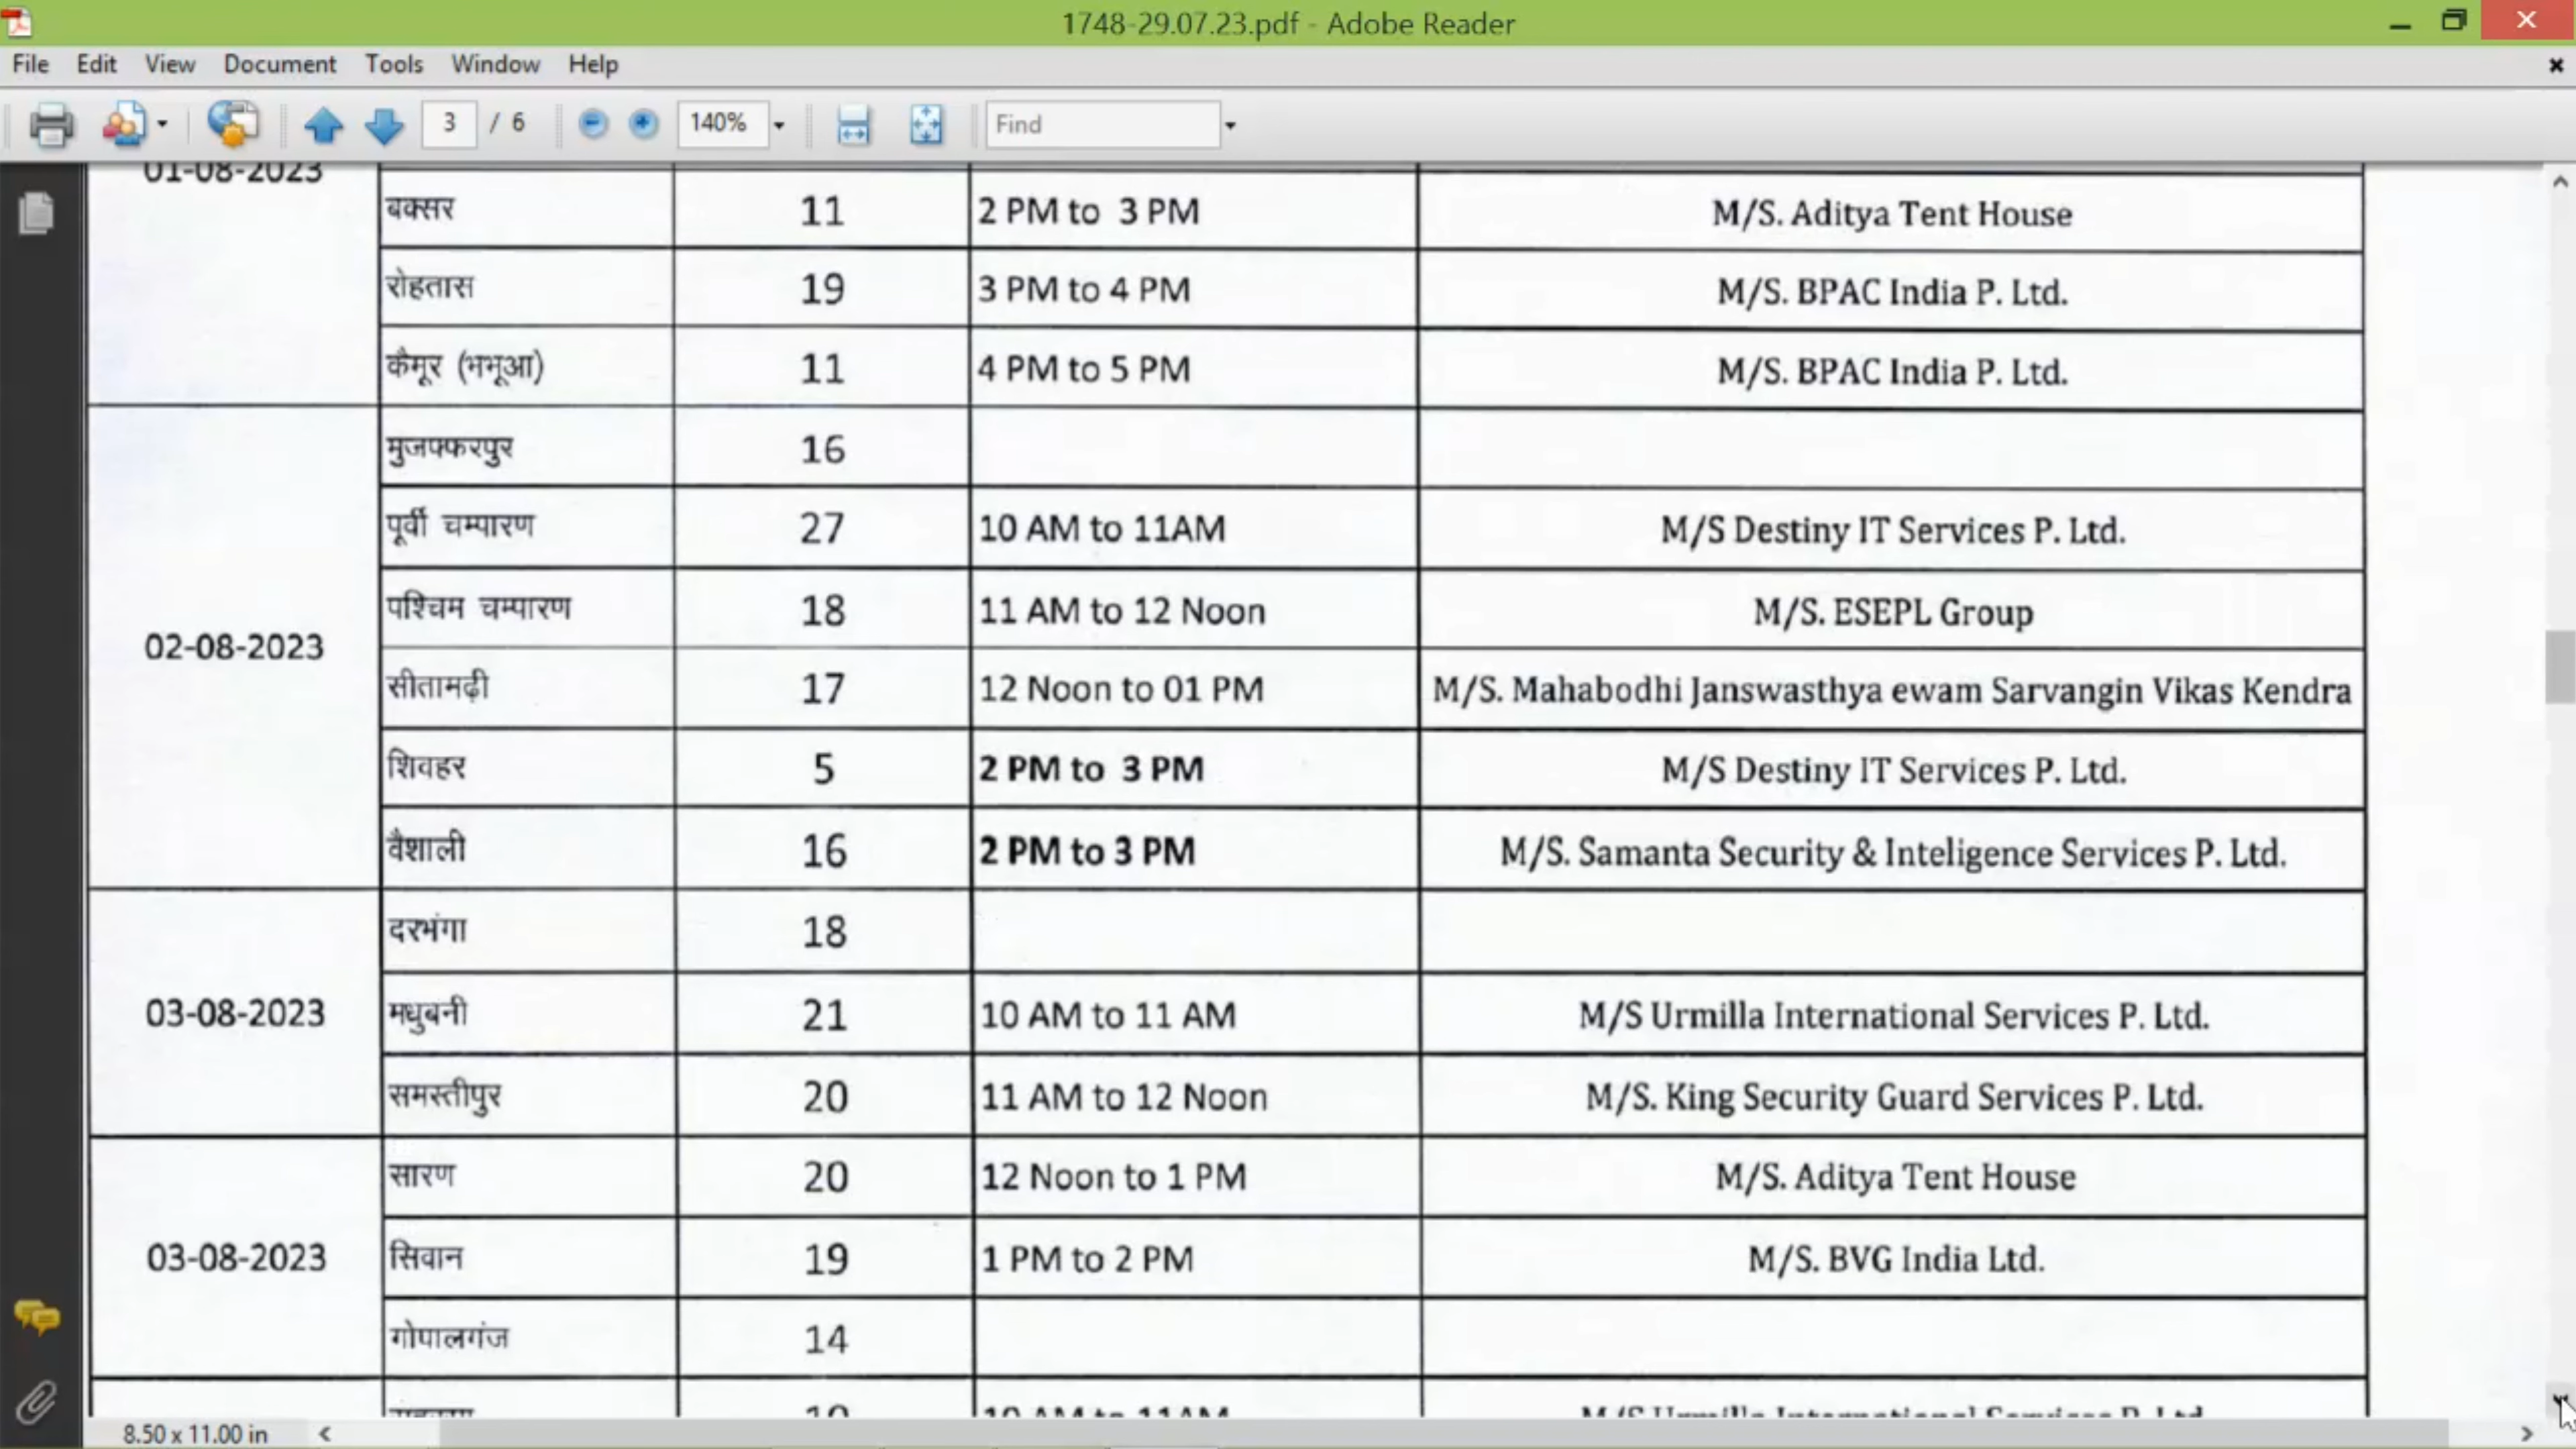 1748-29.07.23.pdf - Adobe Reader
File Edit View Document Tools Window Help
3 / 6 140% Find
01-08-2023
बक्सर 11 2 PM to 3 PM M/S. Aditya Tent House
रोहतास 19 3 PM to 4 PM M/S. BPAC India P. Ltd.
कैमूर (भभूआ) 11 4 PM to 5 PM M/S. BPAC India P. Ltd.
मुजफ्फरपुर 16
पूर्वी चम्पारण 27 10 AM to 11AM M/S Destiny IT Services P. Ltd.
पश्चिम चम्पारण 18 11 AM to 12 Noon M/S. ESEPL Group
02-08-2023
सीतामढ़ी 17 12 Noon to 01 PM M/S. Mahabodhi Janswasthya ewam Sarvangin Vikas Kendra
शिवहर 5 2 PM to 3 PM M/S Destiny IT Services P. Ltd.
वैशाली 16 2 PM to 3 PM M/S. Samanta Security & Inteligence Services P. Ltd.
दरभंगा 18
03-08-2023 मधुबनी 21 10 AM to 11 AM M/S Urmilla International Services P. Ltd.
समस्तीपुर 20 11 AM to 12 Noon M/S. King Security Guard Services P. Ltd.
सारण 20 12 Noon to 1 PM M/S. Aditya Tent House
03-08-2023 सिवान 19 1 PM to 2 PM M/S. BVG India Ltd.
गोपालगंज 14
10 AM to 11AM M/S Urmilla International Services P. Ltd.
8.50 x 11.00 in